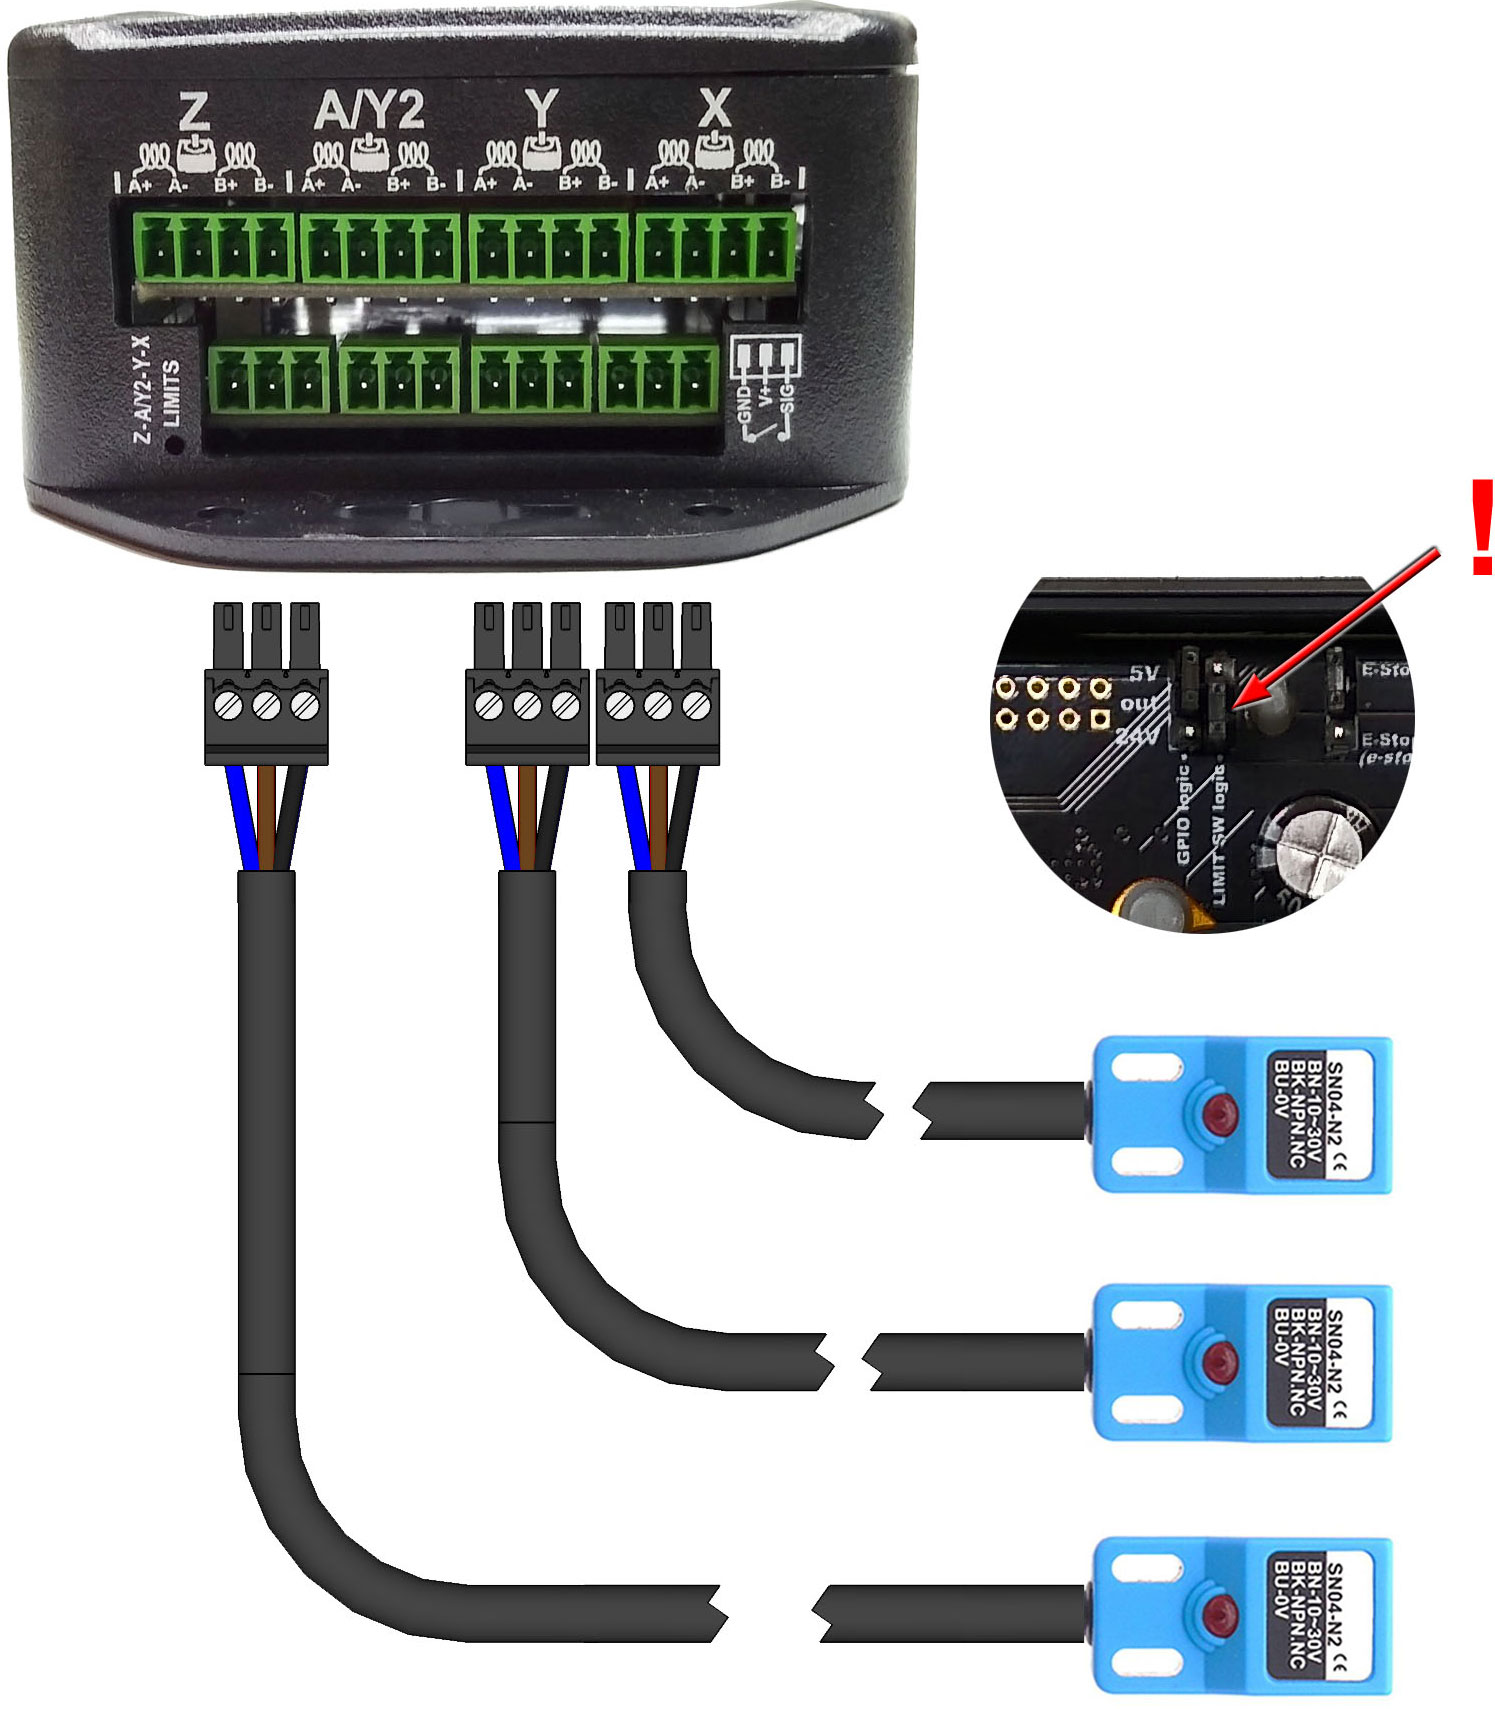 Z A/Y2 Y X
A+ A- B+ B- A+ A- B+ B- A+ A- B+ B- A+ A- B+ B-
Z-A/Y2-Y-X
LIMITS
GND
V+
SIG
!
5V
out
24V
GPIO logic
LIMIT SW logic
E-Sto
E-Sto
(e-sto
50
SN04-N2 CE
BN-10~30V
BK-NPN.NC
BU-0V
SN04-N2 CE
BN-10~30V
BK-NPN.NC
BU-0V
SN04-N2 CE
BN-10~30V
BK-NPN.NC
BU-0V